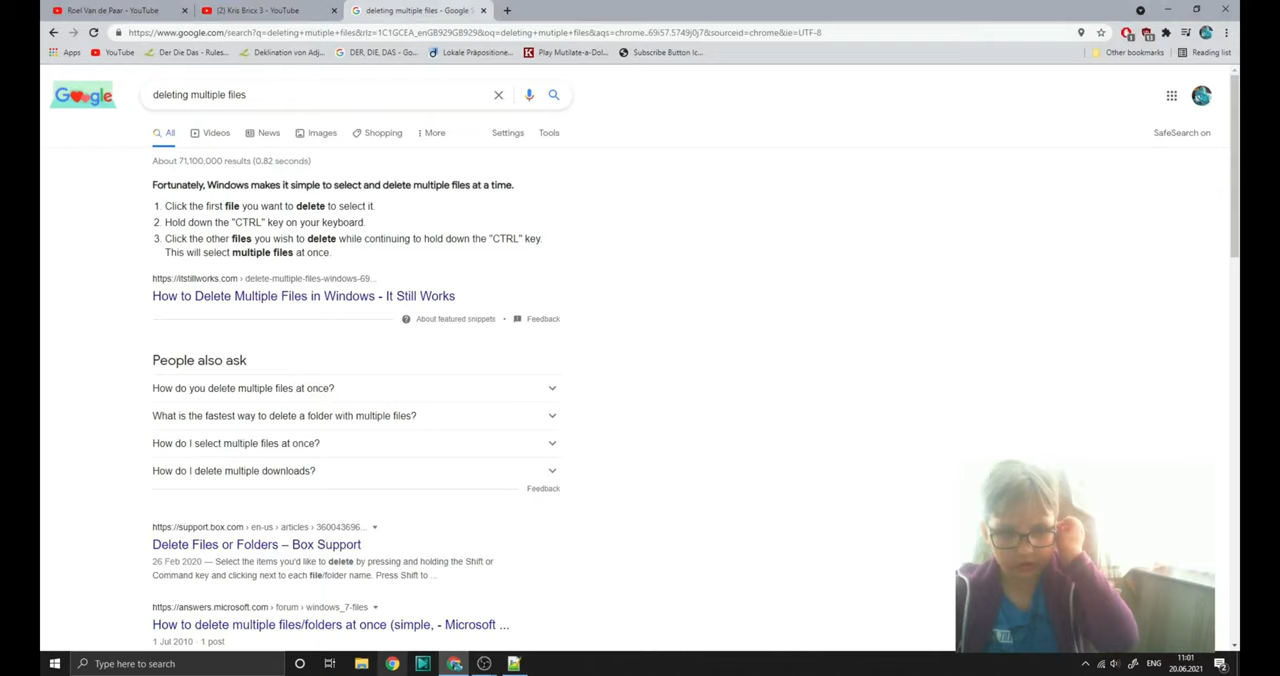 Roel Van de Paar - YouTube
(2) Kris Bricx 3 - YouTube
deleting multiple files - Google S
https://www.google.com/search?q=deleting+mutiple+files&rlz=1C1GCEA_enGB929GB929&oq=deleting+mutiple+files&aqs=chrome..69i57.5749j0j7&sourceid=chrome&ie=UTF-8
Apps
YouTube
Der Die Das - Rules...
Deklination von Adj...
DER, DIE, DAS - Go...
Lokale Präpositione...
Play Mutilate-a-Dol...
Subscribe Button Ic...
Other bookmarks
Reading list
Google
deleting multiple files
All
Videos
News
Images
Shopping
More
Settings
Tools
SafeSearch on
About 71,100,000 results (0.82 seconds)
Fortunately, Windows makes it simple to select and delete multiple files at a time.
1. Click the first file you want to delete to select it.
2. Hold down the "CTRL" key on your keyboard.
3. Click the other files you wish to delete while continuing to hold down the "CTRL" key.
This will select multiple files at once.
https://itstillworks.com › delete-multiple-files-windows-69...
How to Delete Multiple Files in Windows - It Still Works
About featured snippets • Feedback
People also ask
How do you delete multiple files at once?
What is the fastest way to delete a folder with multiple files?
How do I select multiple files at once?
How do I delete multiple downloads?
Feedback
https://support.box.com › en-us › articles › 360043696...
Delete Files or Folders – Box Support
26 Feb 2020 — Select the items you'd like to delete by pressing and holding the Shift or
Command key and clicking next to each file/folder name. Press Shift to ...
https://answers.microsoft.com › forum › windows_7-files
How to delete multiple files/folders at once (simple, - Microsoft ...
1 Jul 2010 · 1 post
Type here to search
ENG
11:01
20.06.2021